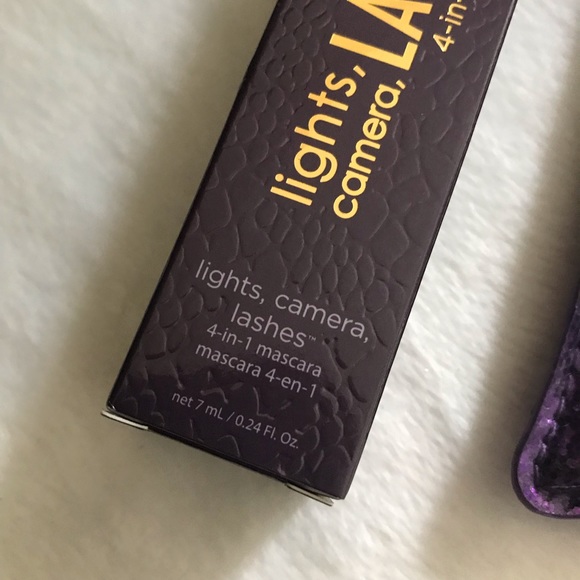 lights,
camera, LA
4-in-
lights, camera,
lashes™
4-in-1 mascara
mascara 4-en-1
net 7 mL / 0.24 Fl. Oz.